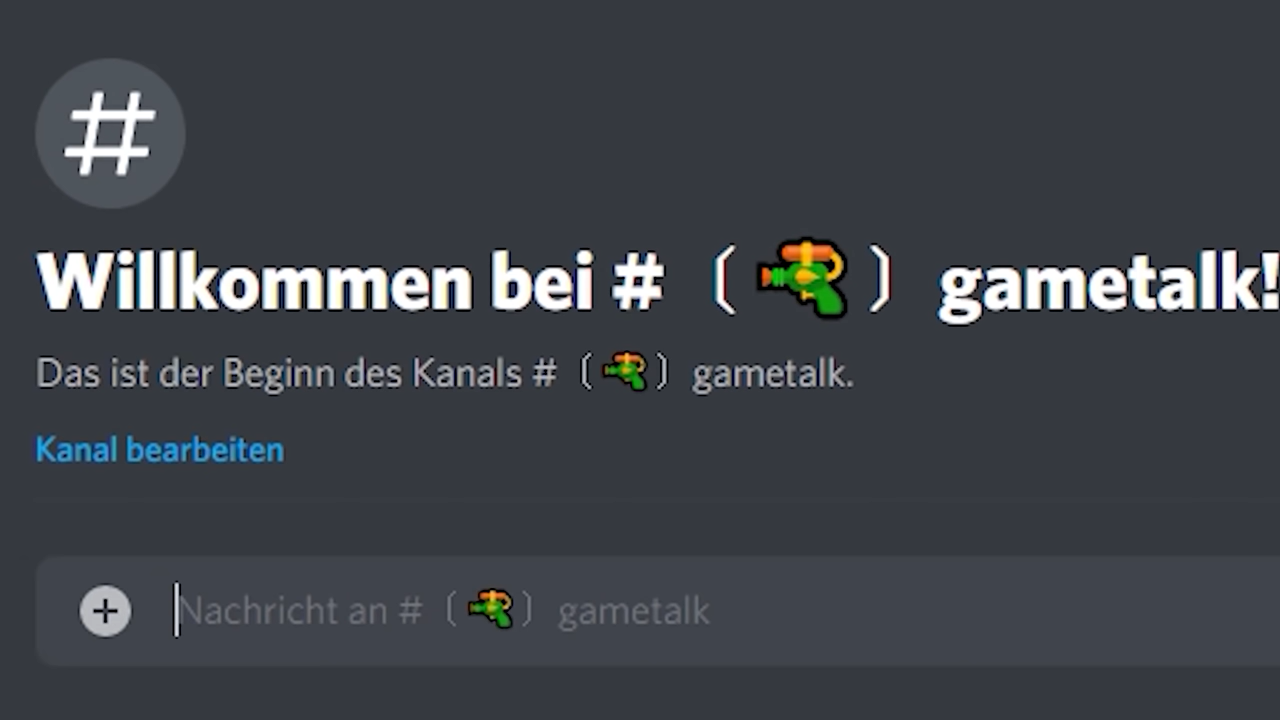 #
Willkommen bei #〔🔫〕gametalk!
Das ist der Beginn des Kanals #〔🔫〕gametalk.
Kanal bearbeiten
Nachricht an #〔🔫〕gametalk